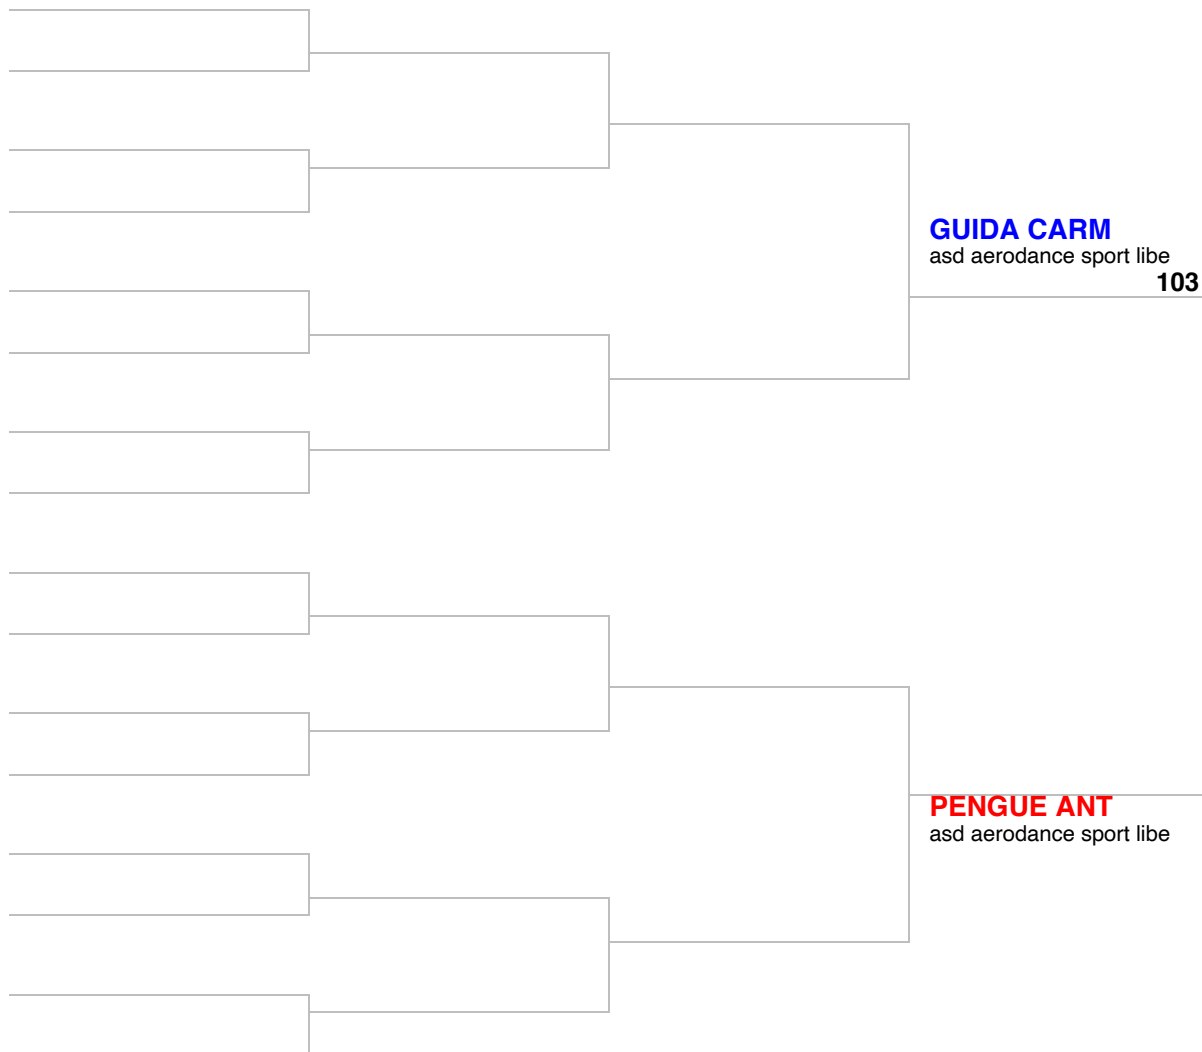 GUIDA CARM
asd aerodance sport libe
103
PENGUE ANT
asd aerodance sport libe